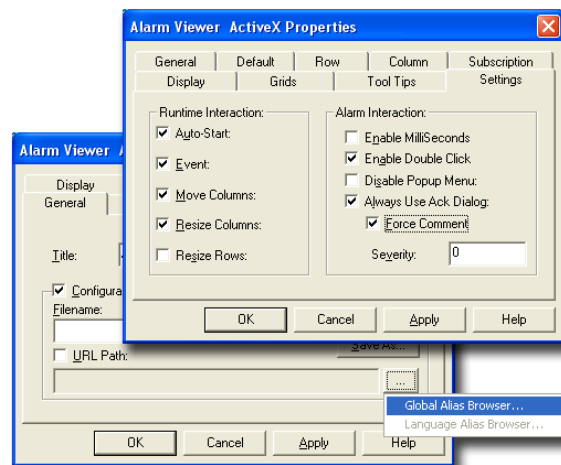 Alarm Viewer ActiveX Properties
General Default Row Column Subscription
Display Grids Tool Tips Settings
Runtime Interaction:
Auto-Start:
Event:
Move Columns:
Resize Columns:
Resize Rows:
Alarm Interaction:
Enable MilliSeconds
Enable Double Click
Disable Popup Menu:
Always Use Ack Dialog:
Force Comment
Severity: 0
OK Cancel Apply Help
Alarm Viewer
Display
General
Title:
Filename:
Save As...
URL Path:
...
Global Alias Browser...
Language Alias Browser...
OK Cancel Apply Help